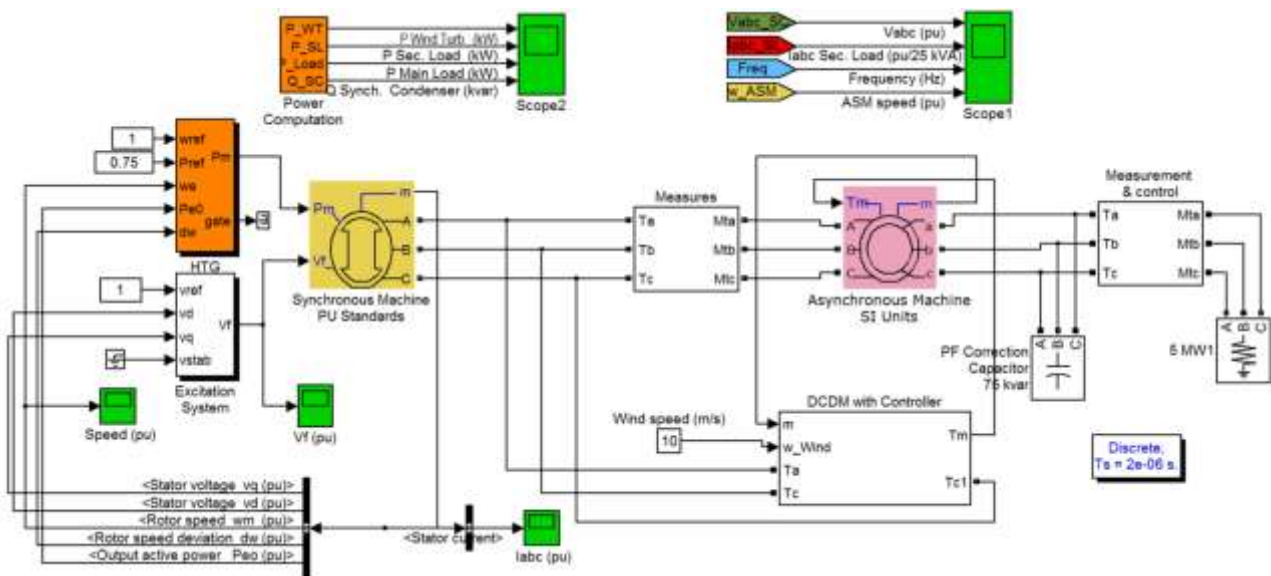 P_WT
P_SL
P_Load
Q_SC
Power
Computation
P Wind Turb (kW)
P Sec. Load (kW)
P Main Load (kW)
Q Synch. Condenser (kvar)
Scope2
Vabc_SC
Freq
w_ASM
Vabc (pu)
Iabc Sec. Load (pu/25 kVA)
Frequency (Hz)
ASM speed (pu)
Scope1
1
0.75
wref
Pref
we
Pe0
dw
Pm
gate
HTG
1
vref
vd
vq
vstab
Vf
Excitation
System
Speed (pu)
Vf (pu)
Pm
Vf_
m
A
B
C
Synchronous Machine
PU Standards
Measures
Ta
Tb
Tc
Mta
Mtb
Mtc
Tm
m
A
B
C
a
b
c
Asynchronous Machine
SI Units
Measurement
& control
Ta
Tb
Tc
Mta
Mtb
Mtc
A
B
C
PF Correction
Capacitor
75 kvar
A
B
C
5 MW1
DCDM with Controller
Wind speed (m/s)
10
m
w_Wind
Ta
Tc
Tm
Tc1
Discrete,
Ts = 2e-06 s.
<Stator voltage vq (pu)>
<Stator voltage vd (pu)>
<Rotor speed wm (pu)>
<Rotor speed deviation dw (pu)>
<Output active power Peo (pu)>
<Stator current>
Iabc (pu)